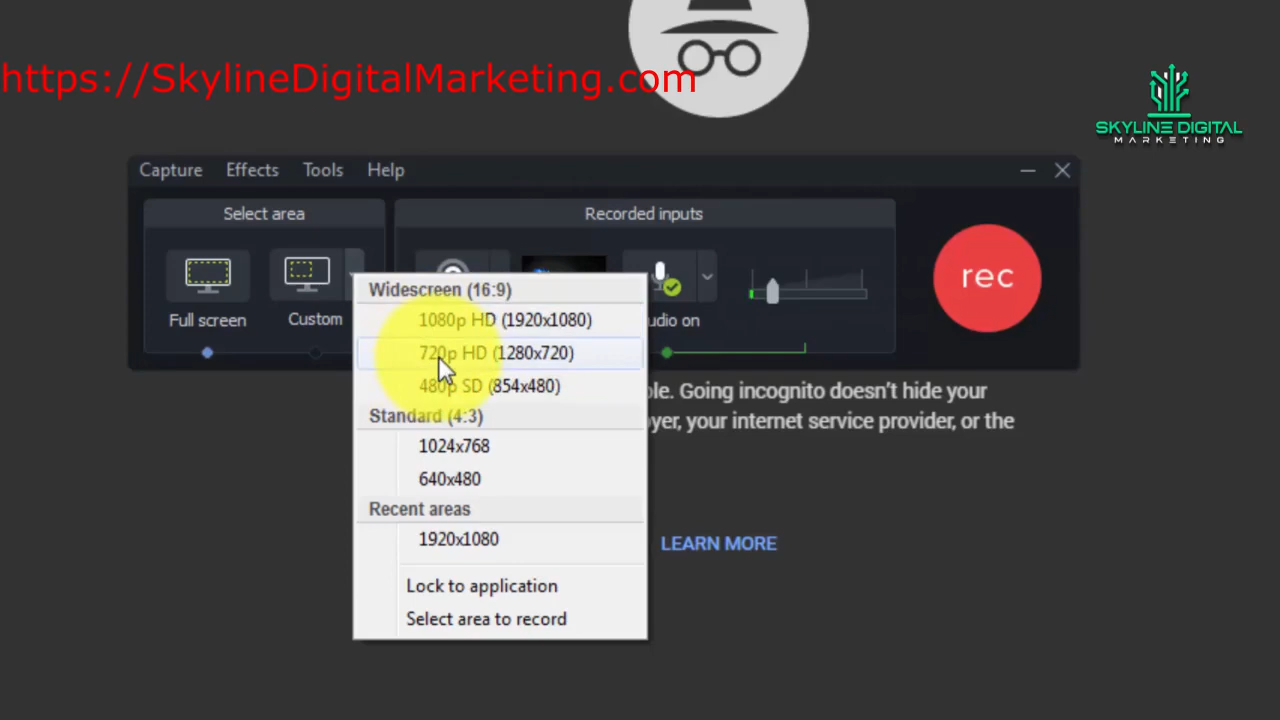 https://SkylineDigitalMarketing.com
SKYLINE DIGITAL
MARKETING
Capture Effects Tools Help
Select area
Recorded inputs
Full screen
Custom
udio on
rec
Widescreen (16:9)
1080p HD (1920x1080)
720p HD (1280x720)
480p SD (854x480)
Standard (4:3)
1024x768
640x480
Recent areas
1920x1080
Lock to application
Select area to record
ple. Going incognito doesn't hide your
oyer, your internet service provider, or the
LEARN MORE